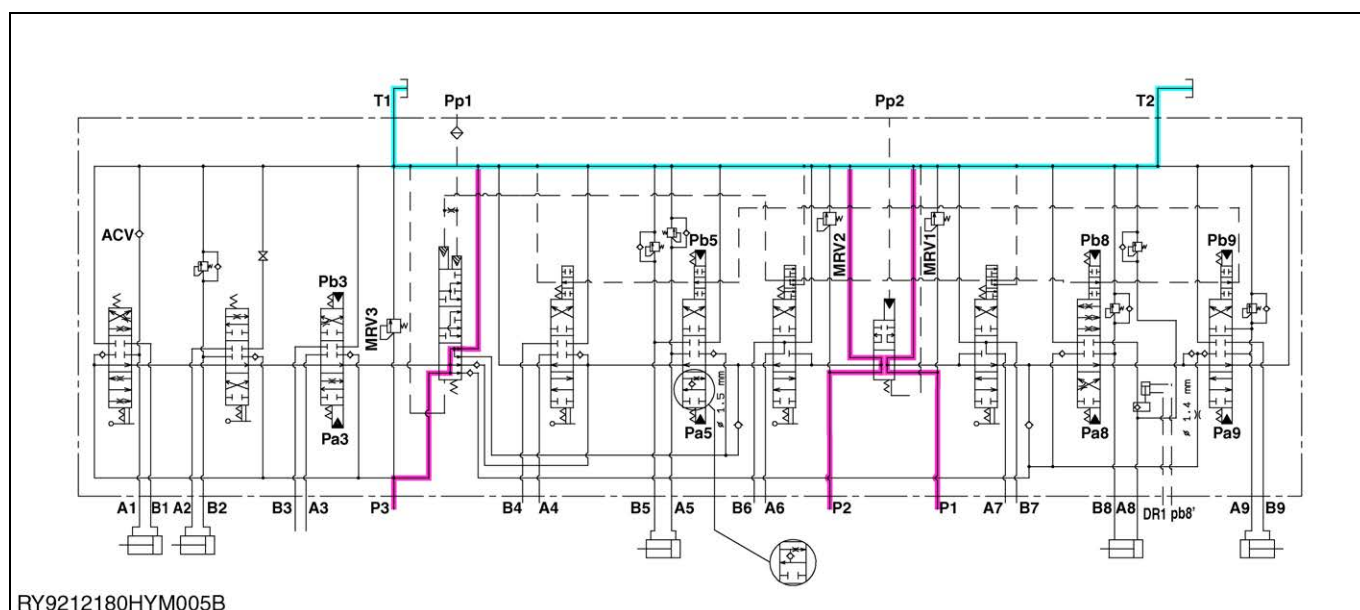 T1 Pp1 Pp2 T2
ACV
Pb3 MRV3 Pb5 MRV2 MRV1 Pb8 Pb9
Pa3 Pa5 ø 1.5 mm Pa8 ø 1.4 mm Pa9
A1 B1 A2 B2 B3 A3 P3 B4 A4 B5 A5 B6 A6 P2 P1 A7 B7 B8 A8 DR1 pb8' A9 B9
RY9212180HYM005B